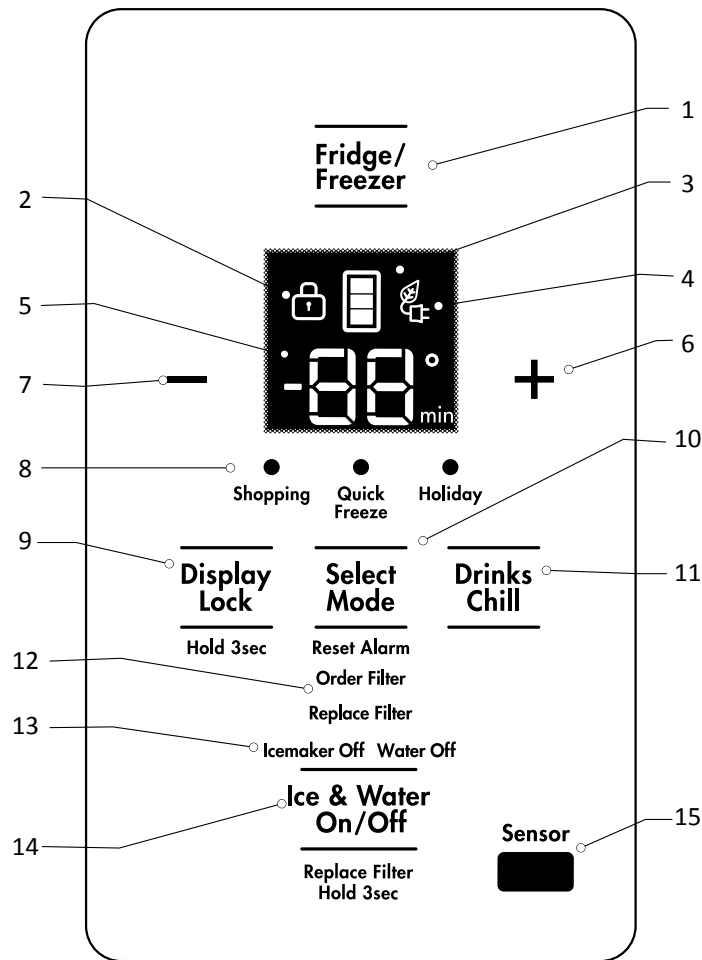 1
Fridge/
Freezer
2
3
4
5
-88
min
6
7
8
Shopping
Quick
Freeze
Holiday
10
9
Display
Lock
Hold 3sec
Select
Mode
Reset Alarm
Drinks
Chill
11
12
Order Filter
Replace Filter
13
Icemaker Off Water Off
14
Ice & Water
On/Off
Replace Filter
Hold 3sec
Sensor
15